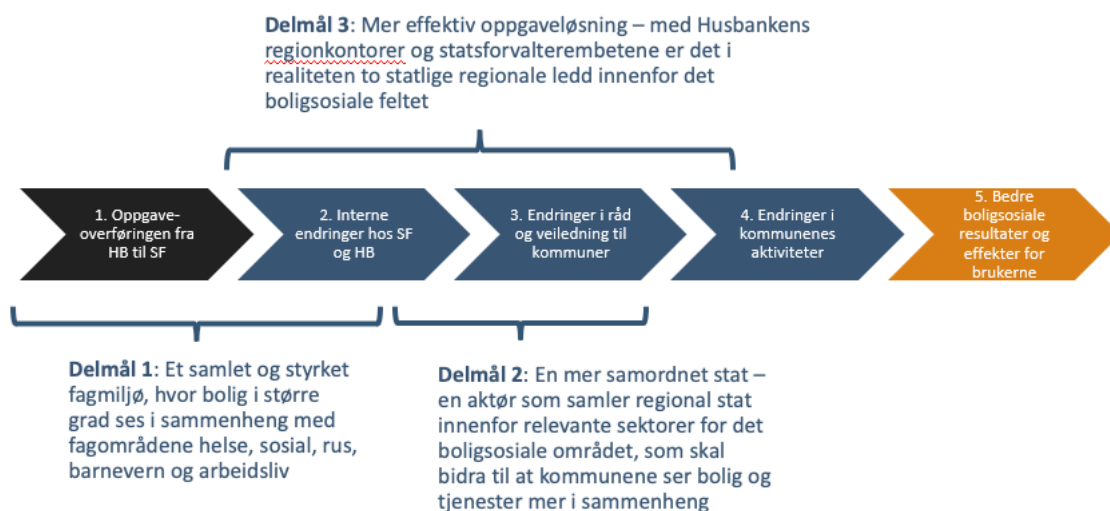 Delmål 3: Mer effektiv oppgaveløsning – med Husbankens
regionkontorer og statsforvalterembetene er det i
realiteten to statlige regionale ledd innenfor det
boligsosiale feltet
1. Oppgave-
overføringen fra
HB til SF
2. Interne
endringer hos SF
og HB
3. Endringer i råd
og veiledning til
kommuner
4. Endringer i
kommunenes
aktiviteter
5. Bedre
boligsosiale
resultater og
effekter for
brukerne
Delmål 1: Et samlet og styrket
fagmiljø, hvor bolig i større
grad ses i sammenheng med
fagområdene helse, sosial, rus,
barnevern og arbeidsliv
Delmål 2: En mer samordnet stat –
en aktør som samler regional stat
innenfor relevante sektorer for det
boligsosiale området, som skal
bidra til at kommunene ser bolig og
tjenester mer i sammenheng